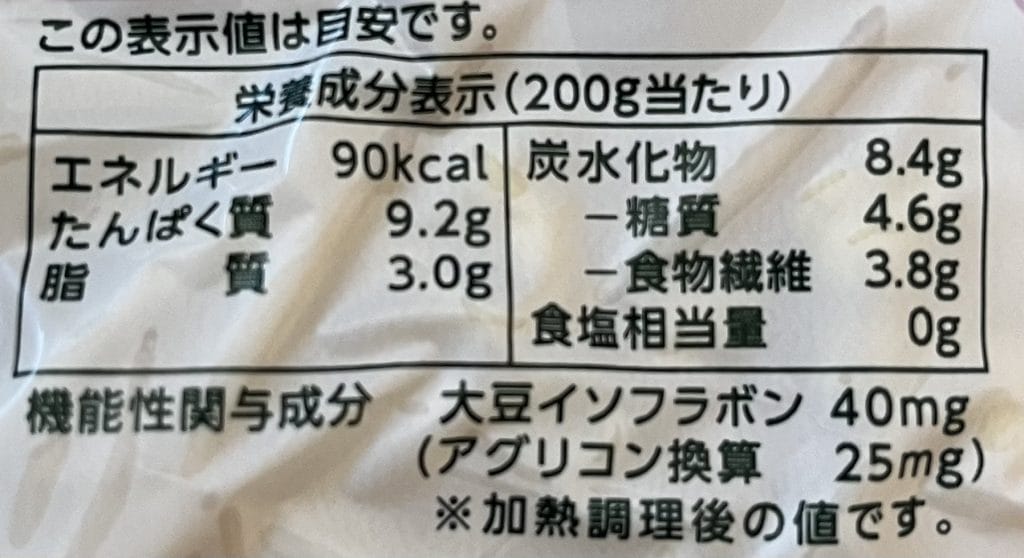 この表示値は目安です。
栄養成分表示(200g当たり)
エネルギー 90kcal
たんぱく質 9.2g
脂質 3.0g
炭水化物 8.4g
－糖質 4.6g
－食物繊維 3.8g
食塩相当量 0g
機能性関与成分 大豆イソフラボン 40mg
(アグリコン換算 25mg)
※加熱調理後の値です。